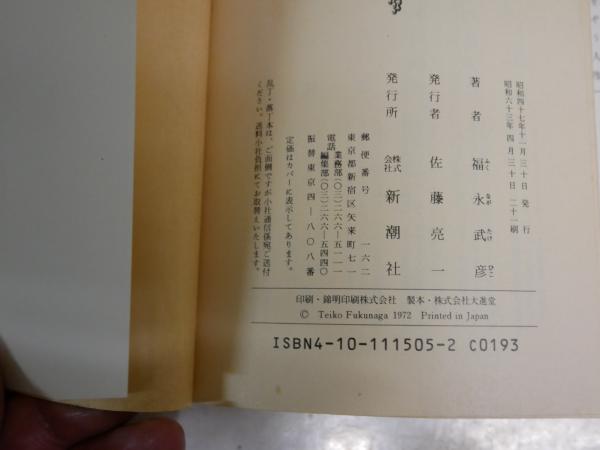 昭和四十七年十一月三十日 発行
昭和六十三年四月三十日 二十一刷
著者 福永武彦
ふく なが たけ ひこ
発行者 佐藤亮一
発行所 株式会社 新潮社
郵便番号 一六二
東京都新宿区矢来町七一
業務部(〇三)二六六―五一一一
電話
編集部(〇三)二六六―五四四〇
振替東京四―八〇八番
定価はカバーに表示してあります。
乱丁・落丁本は、ご面倒ですが小社通信係宛ご送付
ください。送料小社負担にてお取替えいたします。
印刷・錦明印刷株式会社 製本・株式会社大進堂
© Teiko Fukunaga 1972 Printed in Japan
ISBN4-10-111505-2 C0193